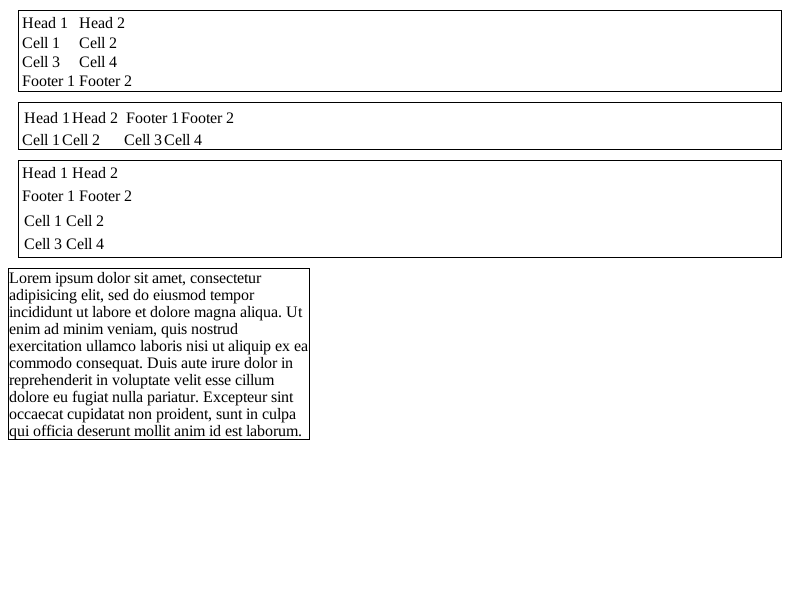 Head 1 Head 2
Cell 1 Cell 2
Cell 3 Cell 4
Footer 1 Footer 2
Head 1 Head 2 Footer 1 Footer 2
Cell 1 Cell 2 Cell 3 Cell 4
Head 1 Head 2
Footer 1 Footer 2
Cell 1 Cell 2
Cell 3 Cell 4
Lorem ipsum dolor sit amet, consectetur
adipisicing elit, sed do eiusmod tempor
incididunt ut labore et dolore magna aliqua. Ut
enim ad minim veniam, quis nostrud
exercitation ullamco laboris nisi ut aliquip ex ea
commodo consequat. Duis aute irure dolor in
reprehenderit in voluptate velit esse cillum
dolore eu fugiat nulla pariatur. Excepteur sint
occaecat cupidatat non proident, sunt in culpa
qui officia deserunt mollit anim id est laborum.